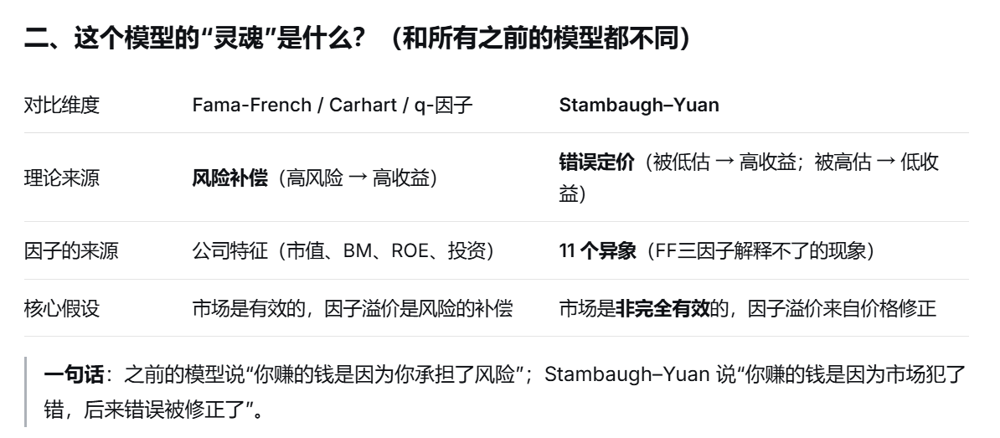 二、这个模型的“灵魂”是什么？（和所有之前的模型都不同）
对比维度 Fama-French / Carhart / q-因子 Stambaugh–Yuan
理论来源 风险补偿（高风险 → 高收益） 错误定价（被低估 → 高收益；被高估 → 低收益）
因子的来源 公司特征（市值、BM、ROE、投资） 11 个异象（FF三因子解释不了的现象）
核心假设 市场是有效的，因子溢价是风险的补偿 市场是非完全有效的，因子溢价来自价格修正
一句话：之前的模型说“你赚的钱是因为你承担了风险”；Stambaugh–Yuan 说“你赚的钱是因为市场犯了
错，后来错误被修正了”。